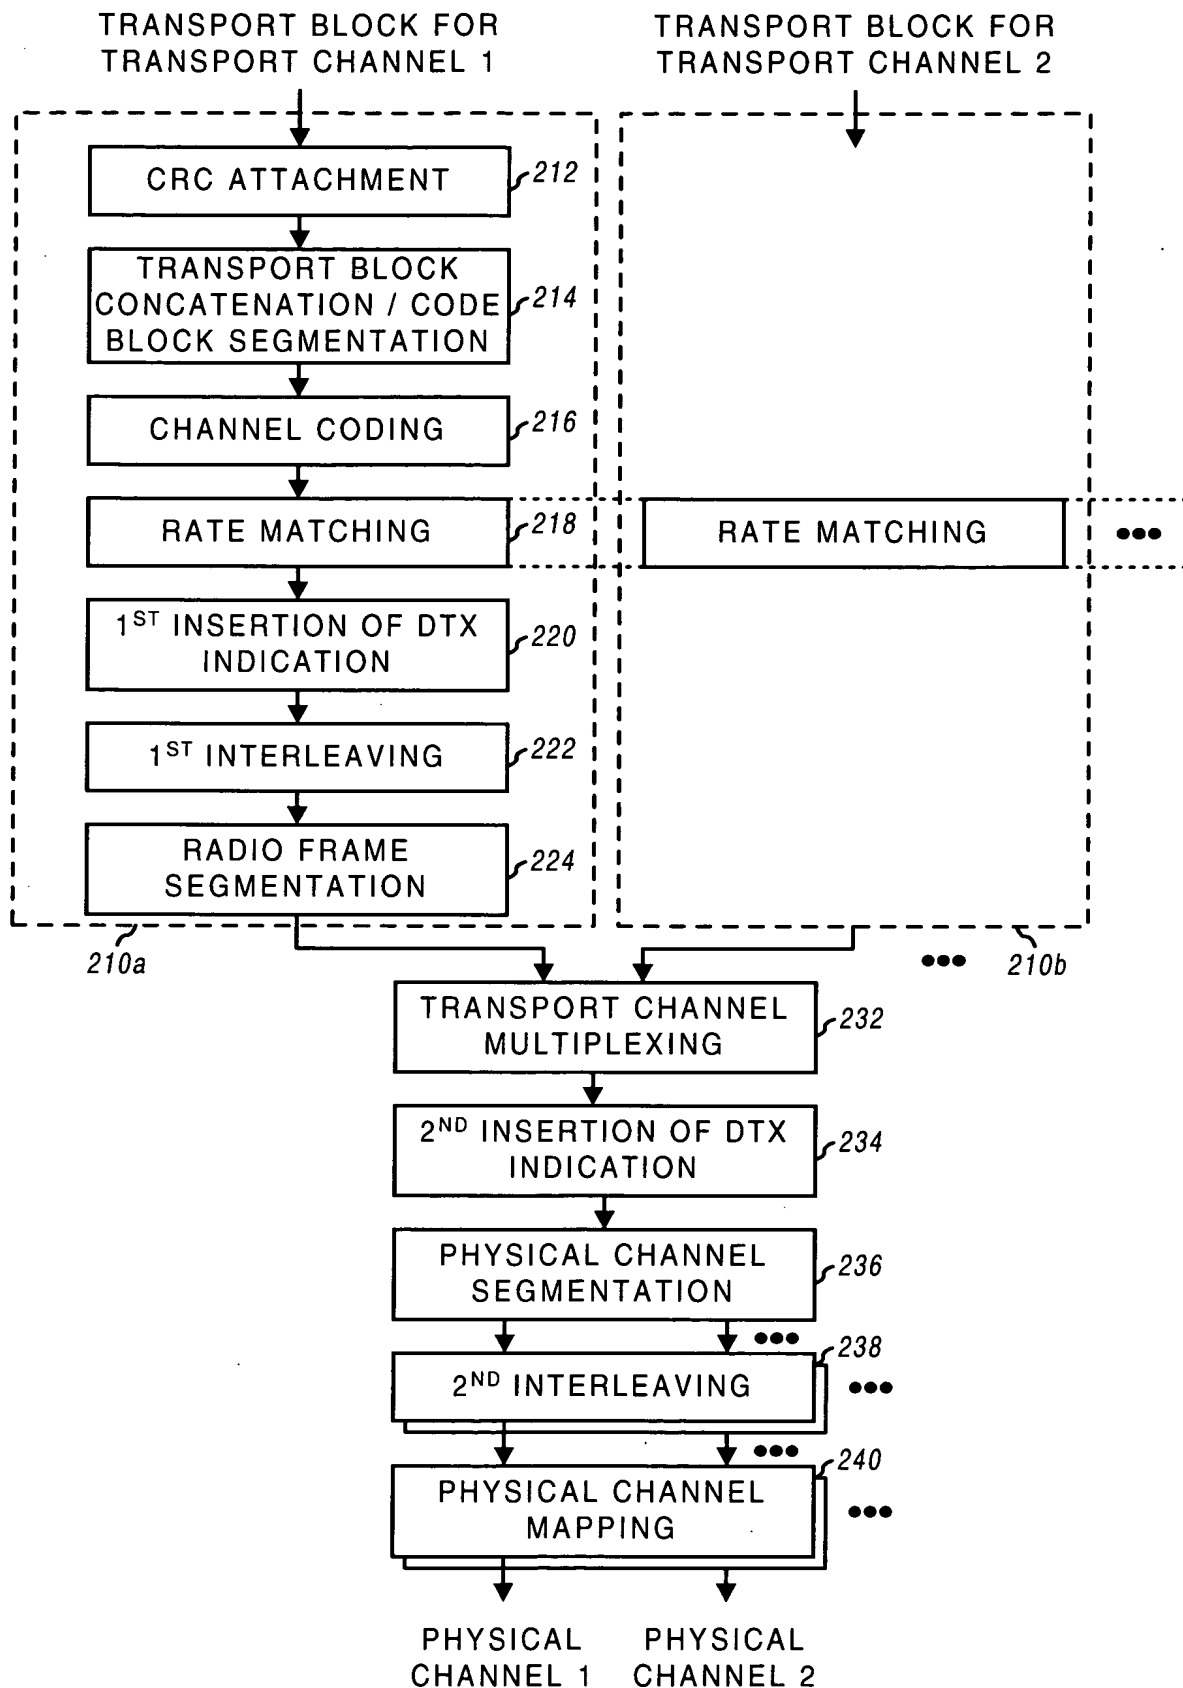 TRANSPORT BLOCK FOR
TRANSPORT CHANNEL 1
TRANSPORT BLOCK FOR
TRANSPORT CHANNEL 2
CRC ATTACHMENT
212
TRANSPORT BLOCK
CONCATENATION / CODE
BLOCK SEGMENTATION
214
CHANNEL CODING
216
RATE MATCHING
218
RATE MATCHING
1ST INSERTION OF DTX
INDICATION
220
1ST INTERLEAVING
222
RADIO FRAME
SEGMENTATION
224
210a
210b
TRANSPORT CHANNEL
MULTIPLEXING
232
2ND INSERTION OF DTX
INDICATION
234
PHYSICAL CHANNEL
SEGMENTATION
236
2ND INTERLEAVING
238
PHYSICAL CHANNEL
MAPPING
240
PHYSICAL
CHANNEL 1
PHYSICAL
CHANNEL 2